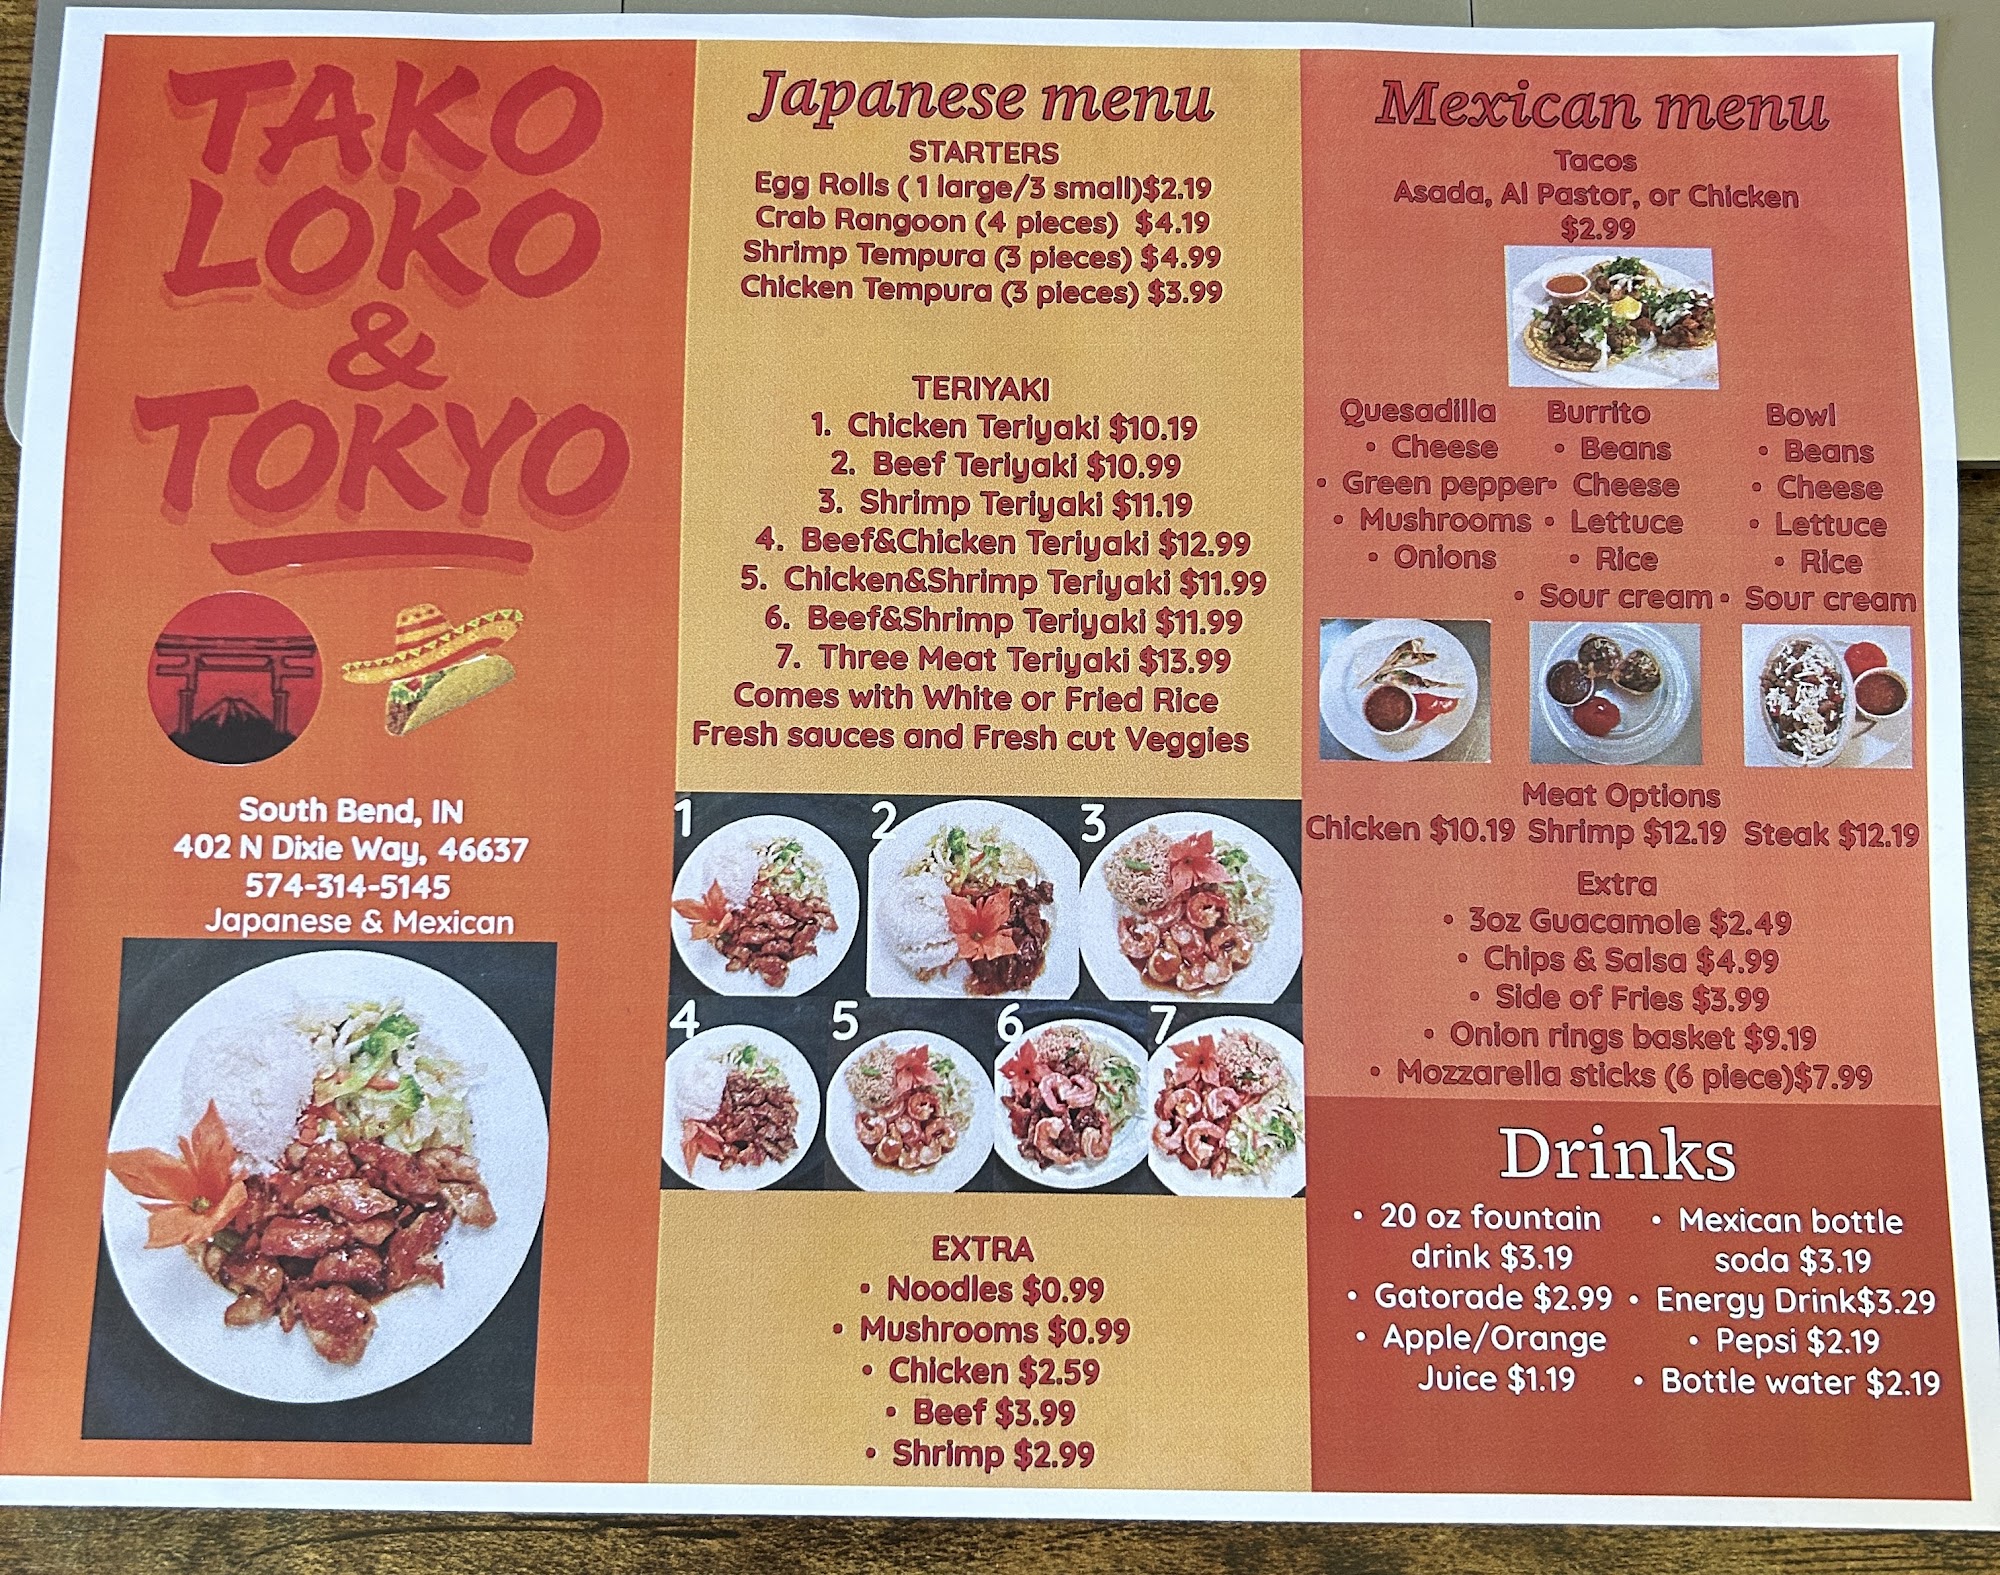 TAKO
LOKO
&
TOKYO
South Bend, IN
402 N Dixie Way, 46637
574-314-5145
Japanese & Mexican
Japanese menu
STARTERS
Egg Rolls ( 1 large/3 small)$2.19
Crab Rangoon (4 pieces) $4.19
Shrimp Tempura (3 pieces) $4.99
Chicken Tempura (3 pieces) $3.99
TERIYAKI
1. Chicken Teriyaki $10.19
2. Beef Teriyaki $10.99
3. Shrimp Teriyaki $11.19
4. Beef&Chicken Teriyaki $12.99
5. Chicken&Shrimp Teriyaki $11.99
6. Beef&Shrimp Teriyaki $11.99
7. Three Meat Teriyaki $13.99
Comes with White or Fried Rice
Fresh sauces and Fresh cut Veggies
1 2 3
4 5 6 7
EXTRA
• Noodles $0.99
• Mushrooms $0.99
• Chicken $2.59
• Beef $3.99
• Shrimp $2.99
Mexican menu
Tacos
Asada, Al Pastor, or Chicken
$2.99
Quesadilla
• Cheese
• Green pepper
• Mushrooms
• Onions
Burrito
• Beans
• Cheese
• Lettuce
• Rice
• Sour cream
Bowl
• Beans
• Cheese
• Lettuce
• Rice
• Sour cream
Meat Options
Chicken $10.19 Shrimp $12.19 Steak $12.19
Extra
• 3oz Guacamole $2.49
• Chips & Salsa $4.99
• Side of Fries $3.99
• Onion rings basket $9.19
• Mozzarella sticks (6 piece)$7.99
Drinks
• 20 oz fountain
drink $3.19
• Gatorade $2.99
• Apple/Orange
Juice $1.19
• Mexican bottle
soda $3.19
• Energy Drink$3.29
• Pepsi $2.19
• Bottle water $2.19